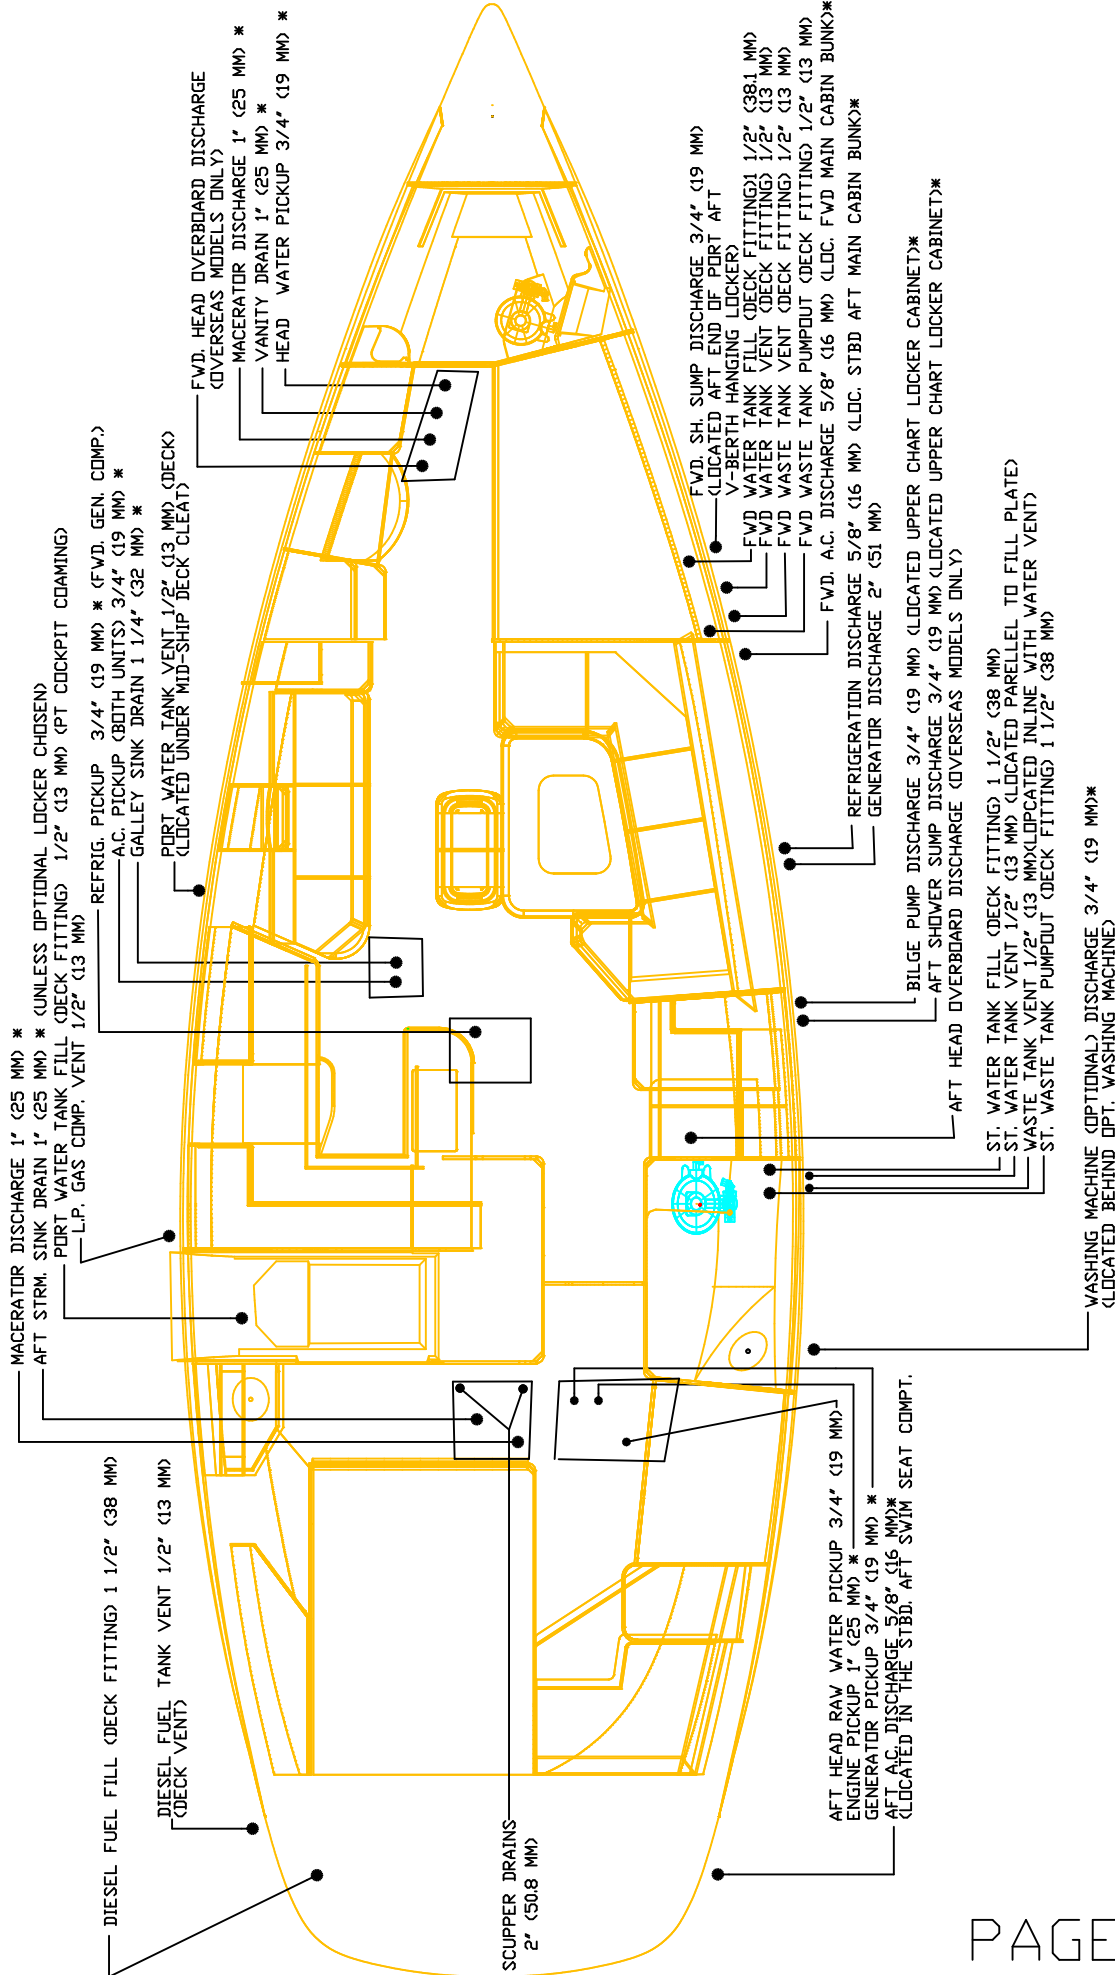 MACERATOR DISCHARGE 1" (25 MM) *
AFT STRM. SINK DRAIN 1" (25 MM) * (UNLESS OPTIONAL LOCKER CHOSEN)
PORT WATER TANK FILL (DECK FITTING) 1/2" (13 MM) (PT COCKPIT COAMING)
L.P. GAS COMP. VENT 1/2" (13 MM)
REFRIG. PICKUP 3/4" (19 MM) * (FWD. GEN. COMP.)
A.C. PICKUP (BOTH UNITS) 3/4" (19 MM) *
GALLEY SINK DRAIN 1 1/4" (32 MM) *
PORT WATER TANK VENT 1/2" (13 MM) (DECK)
(LOCATED UNDER MID-SHIP DECK CLEAT)
FWD. HEAD OVERBOARD DISCHARGE
(OVERSEAS MODELS ONLY)
MACERATOR DISCHARGE 1" (25 MM) *
VANITY DRAIN 1" (25 MM) *
HEAD WATER PICKUP 3/4" (19 MM) *
DIESEL FUEL FILL (DECK FITTING) 1 1/2" (38 MM)
DIESEL FUEL TANK VENT 1/2" (13 MM)
(DECK VENT)
SCUPPER DRAINS
2" (50.8 MM)
FWD. SH. SUMP DISCHARGE 3/4" (19 MM)
(LOCATED AFT END OF PORT AFT
V-BERTH HANGING LOCKER)
FWD WATER TANK FILL (DECK FITTING)1 1/2" (38.1 MM)
FWD WATER TANK VENT (DECK FITTING) 1/2" (13 MM)
FWD WASTE TANK VENT (DECK FITTING) 1/2" (13 MM)
FWD WASTE TANK PUMPOUT (DECK FITTING) 1/2" (13 MM)
FWD. A.C. DISCHARGE 5/8" (16 MM) (LOC. FWD MAIN CABIN BUNK)*
REFRIGERATION DISCHARGE 5/8" (16 MM) (LOC. STBD AFT MAIN CABIN BUNK)*
GENERATOR DISCHARGE 2" (51 MM)
BILGE PUMP DISCHARGE 3/4" (19 MM) (LOCATED UPPER CHART LOCKER CABINET)*
AFT SHOWER SUMP DISCHARGE 3/4" (19 MM) (LOCATED UPPER CHART LOCKER CABINET)*
AFT HEAD OVERBOARD DISCHARGE (OVERSEAS MODELS ONLY)
ST. WATER TANK FILL (DECK FITTING) 1 1/2" (38 MM)
ST. WATER TANK VENT 1/2" (13 MM) (LOCATED PARELLEL TO FILL PLATE)
WASTE TANK VENT 1/2" (13 MM)(LOPCATED INLINE WITH WATER VENT)
ST. WASTE TANK PUMPOUT (DECK FITTING) 1 1/2" (38 MM)
WASHING MACHINE (OPTIONAL) DISCHARGE 3/4" (19 MM)*
(LOCATED BEHIND OPT. WASHING MACHINE)
AFT HEAD RAW WATER PICKUP 3/4" (19 MM)
ENGINE PICKUP 1" (25 MM) *
GENERATOR PICKUP 3/4" (19 MM) *
AFT A.C. DISCHARGE 5/8" (16 MM)*
(LOCATED IN THE STBD. AFT SWIM SEAT COMPT.
PAGE